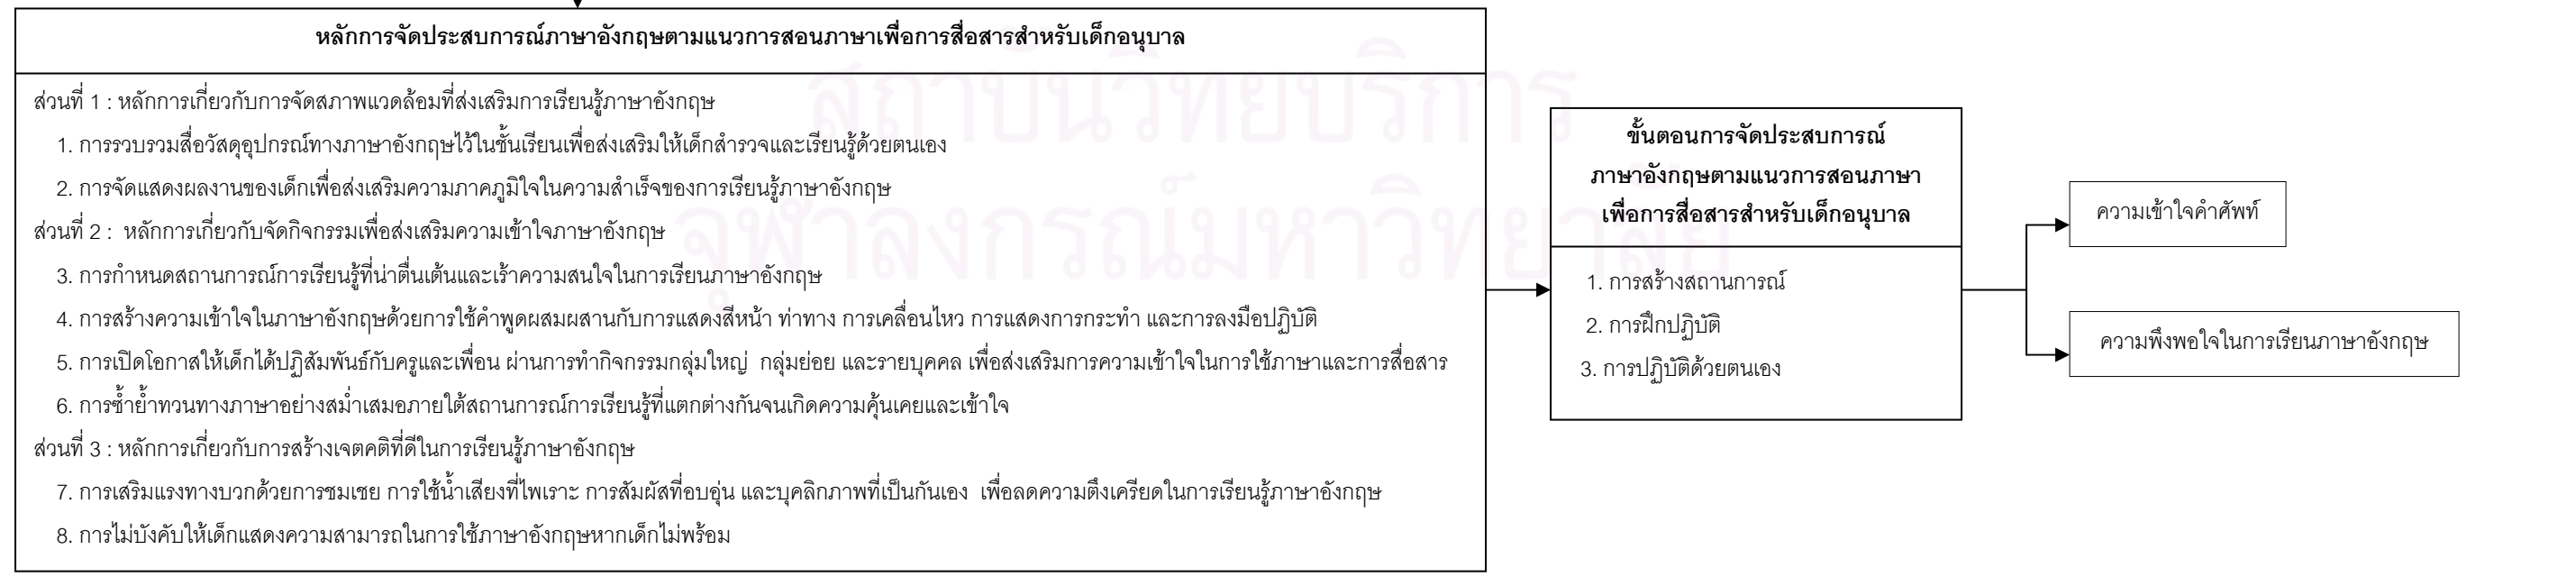 หลักการจัดประสบการณ์ภาษาอังกฤษตามแนวการสอนภาษาเพื่อการสื่อสารสำหรับเด็กอนุบาล
ส่วนที่ 1 : หลักการเกี่ยวกับการจัดสภาพแวดล้อมที่ส่งเสริมการเรียนรู้ภาษาอังกฤษ
1. การรวบรวมสื่อวัสดุอุปกรณ์ทางภาษาอังกฤษไว้ในชั้นเรียนเพื่อส่งเสริมให้เด็กสำรวจและเรียนรู้ด้วยตนเอง
2. การจัดแสดงผลงานของเด็กเพื่อส่งเสริมความภาคภูมิใจในความสำเร็จของการเรียนรู้ภาษาอังกฤษ
ส่วนที่ 2 : หลักการเกี่ยวกับจัดกิจกรรมเพื่อส่งเสริมความเข้าใจภาษาอังกฤษ
3. การกำหนดสถานการณ์การเรียนรู้ที่น่าตื่นเต้นและเร้าความสนใจในการเรียนภาษาอังกฤษ
4. การสร้างความเข้าใจในภาษาอังกฤษด้วยการใช้คำพูดผสมผสานกับการแสดงสีหน้า ท่าทาง การเคลื่อนไหว การแสดงการกระทำ และการลงมือปฏิบัติ
5. การเปิดโอกาสให้เด็กได้ปฏิสัมพันธ์กับครูและเพื่อน ผ่านการทำกิจกรรมกลุ่มใหญ่ กลุ่มย่อย และรายบุคคล เพื่อส่งเสริมการความเข้าใจในการใช้ภาษาและการสื่อสาร
6. การซ้ำย้ำทวนทางภาษาอย่างสม่ำเสมอภายใต้สถานการณ์การเรียนรู้ที่แตกต่างกันจนเกิดความคุ้นเคยและเข้าใจ
ส่วนที่ 3 : หลักการเกี่ยวกับการสร้างเจตคติที่ดีในการเรียนรู้ภาษาอังกฤษ
7. การเสริมแรงทางบวกด้วยการชมเชย การใช้น้ำเสียงที่ไพเราะ การสัมผัสที่อบอุ่น และบุคลิกภาพที่เป็นกันเอง เพื่อลดความตึงเครียดในการเรียนรู้ภาษาอังกฤษ
8. การไม่บังคับให้เด็กแสดงความสามารถในการใช้ภาษาอังกฤษหากเด็กไม่พร้อม
ขั้นตอนการจัดประสบการณ์
ภาษาอังกฤษตามแนวการสอนภาษา
เพื่อการสื่อสารสำหรับเด็กอนุบาล
1. การสร้างสถานการณ์
2. การฝึกปฏิบัติ
3. การปฏิบัติด้วยตนเอง
ความเข้าใจคำศัพท์
ความพึงพอใจในการเรียนภาษาอังกฤษ
สถาบันวิทยบริการ
จุฬาลงกรณ์มหาวิทยาลัย